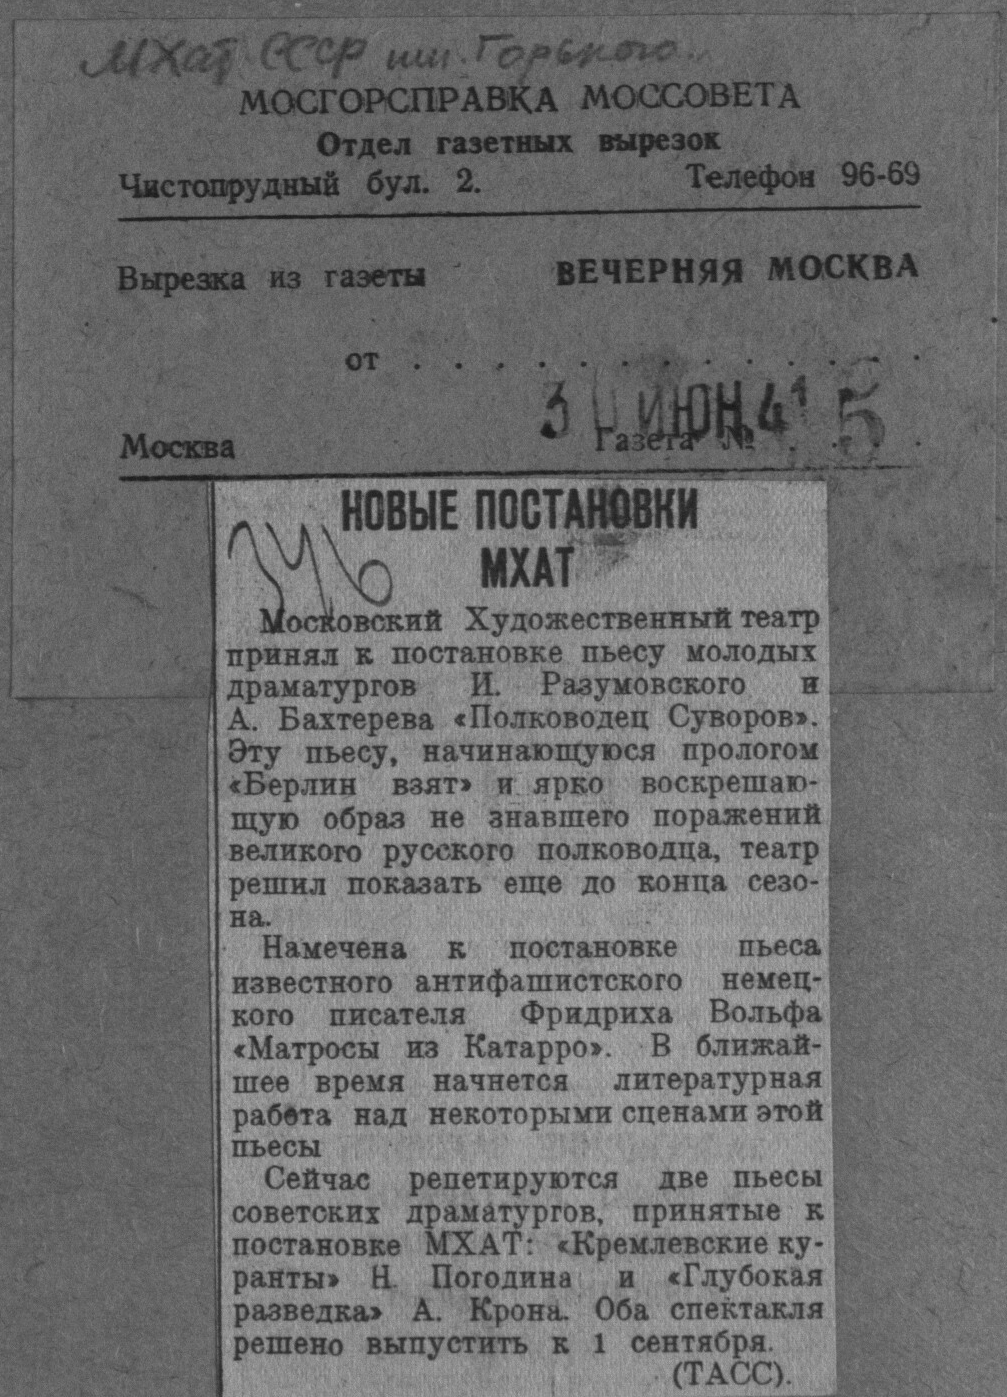 МХат СССР им. Горького.
МОСГОРСПРАВКА МОССОВЕТА
Отдел газетных вырезок
Чистопрудный бул. 2. Телефон 96-69
Вырезка из газеты ВЕЧЕРНЯЯ МОСКВА
от . . . . . . . . . . . . .
3 0 ИЮН 41 5
Москва Газета № . . . .
НОВЫЕ ПОСТАНОВКИ
МХАТ
346
Московский Художественный театр
принял к постановке пьесу молодых
драматургов И. Разумовского и
А. Бахтерева «Полководец Суворов».
Эту пьесу, начинающуюся прологом
«Берлин взят» и ярко воскрешаю-
щую образ не знавшего поражений
великого русского полководца, театр
решил показать еще до конца сезо-
на.
Намечена к постановке пьеса
известного антифашистского немец-
кого писателя Фридриха Вольфа
«Матросы из Катарро». В ближай-
шее время начнется литературная
работа над некоторыми сценами этой
пьесы
Сейчас репетируются две пьесы
советских драматургов, принятые к
постановке МХАТ: «Кремлевские ку-
ранты» Н. Погодина и «Глубокая
разведка» А. Крона. Оба спектакля
решено выпустить к 1 сентября.
(ТАСС).